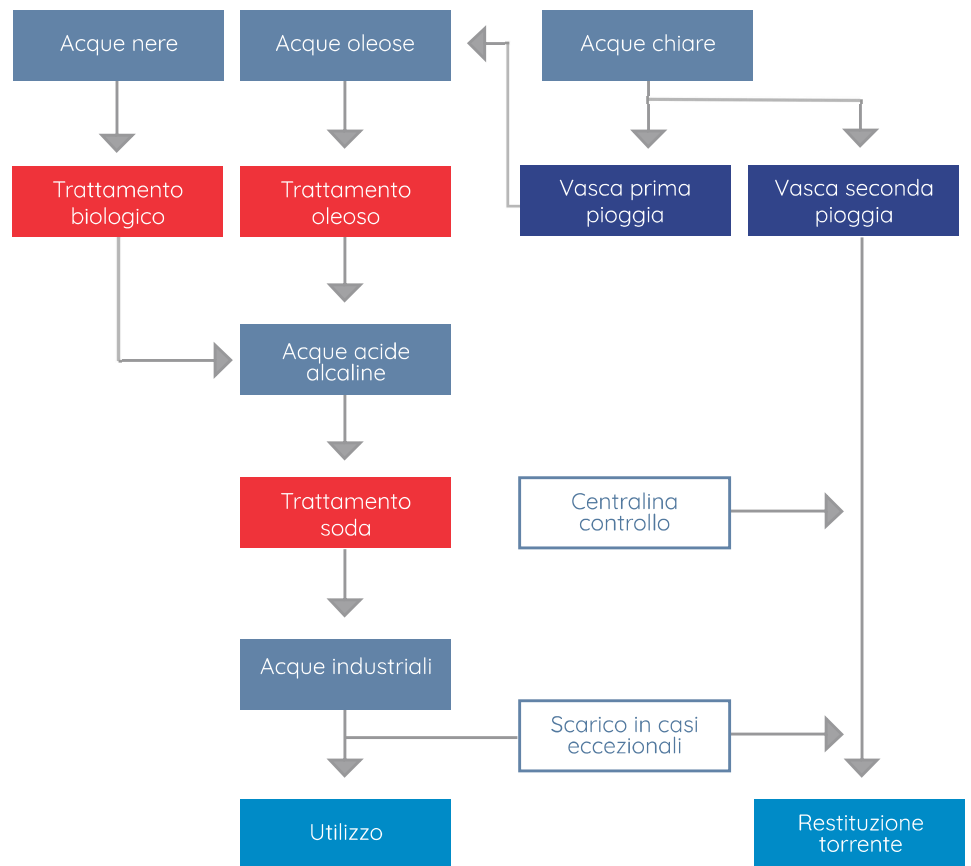 Acque nere
Acque oleose
Acque chiare
Trattamento
biologico
Trattamento
oleoso
Vasca prima
pioggia
Vasca seconda
pioggia
Acque acide
alcaline
Trattamento
soda
Centralina
controllo
Acque industriali
Scarico in casi
eccezionali
Utilizzo
Restituzione
torrente